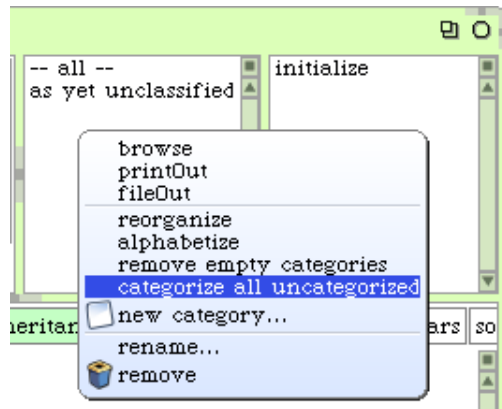 -- all --
as yet unclassified
initialize
browse
printOut
fileOut
reorganize
alphabetize
remove empty categories
categorize all uncategorized
new category...
rename...
remove
heritan
ars
so